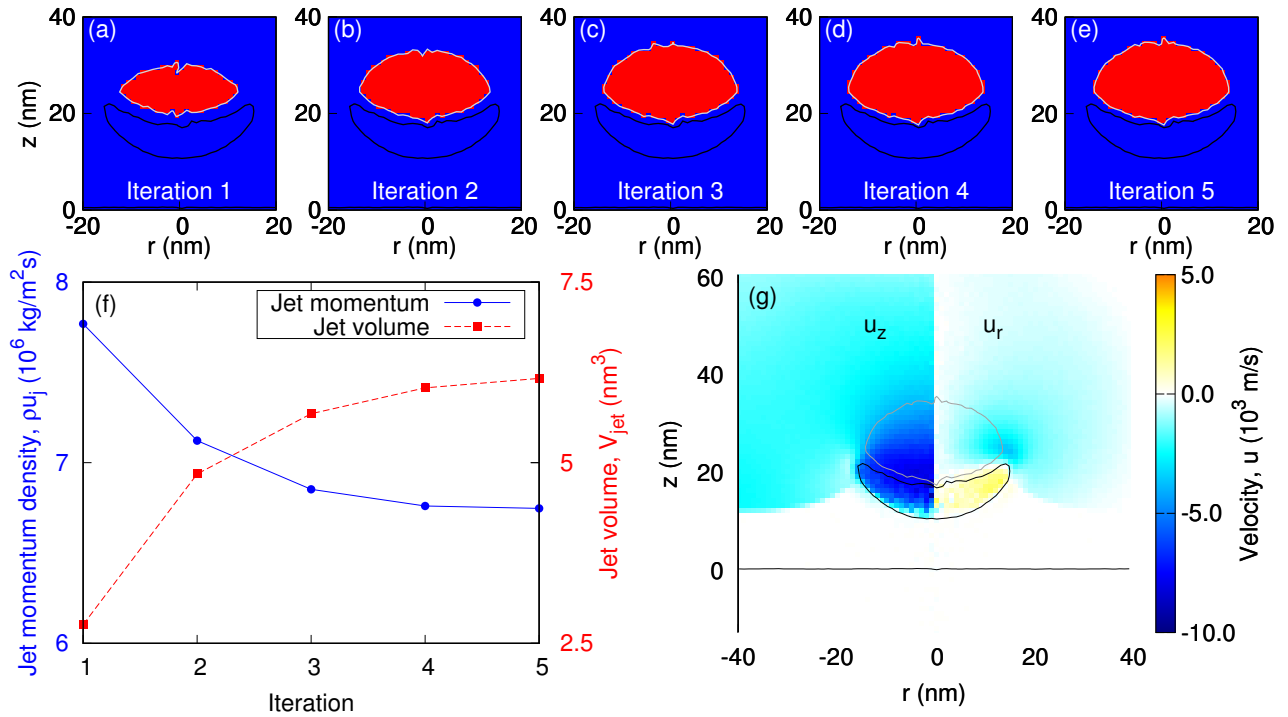 40
20
0
z (nm)
(a)
Iteration 1
-20 0 20
r (nm)
40
20
0
(b)
Iteration 2
-20 0 20
r (nm)
40
20
0
(c)
Iteration 3
-20 0 20
r (nm)
40
20
0
(d)
Iteration 4
-20 0 20
r (nm)
40
20
0
(e)
Iteration 5
-20 0 20
r (nm)
(f)
Jet momentum
Jet volume
8
7
6
Jet momentum density, ρu_j (10^6 kg/m^2s)
7.5
5
2.5
Jet volume, V_jet (nm^3)
1 2 3 4 5
Iteration
(g)
u_z
u_r
60
40
20
0
z (nm)
-40 -20 0 20 40
r (nm)
5.0
0.0
-5.0
-10.0
Velocity, u (10^3 m/s)